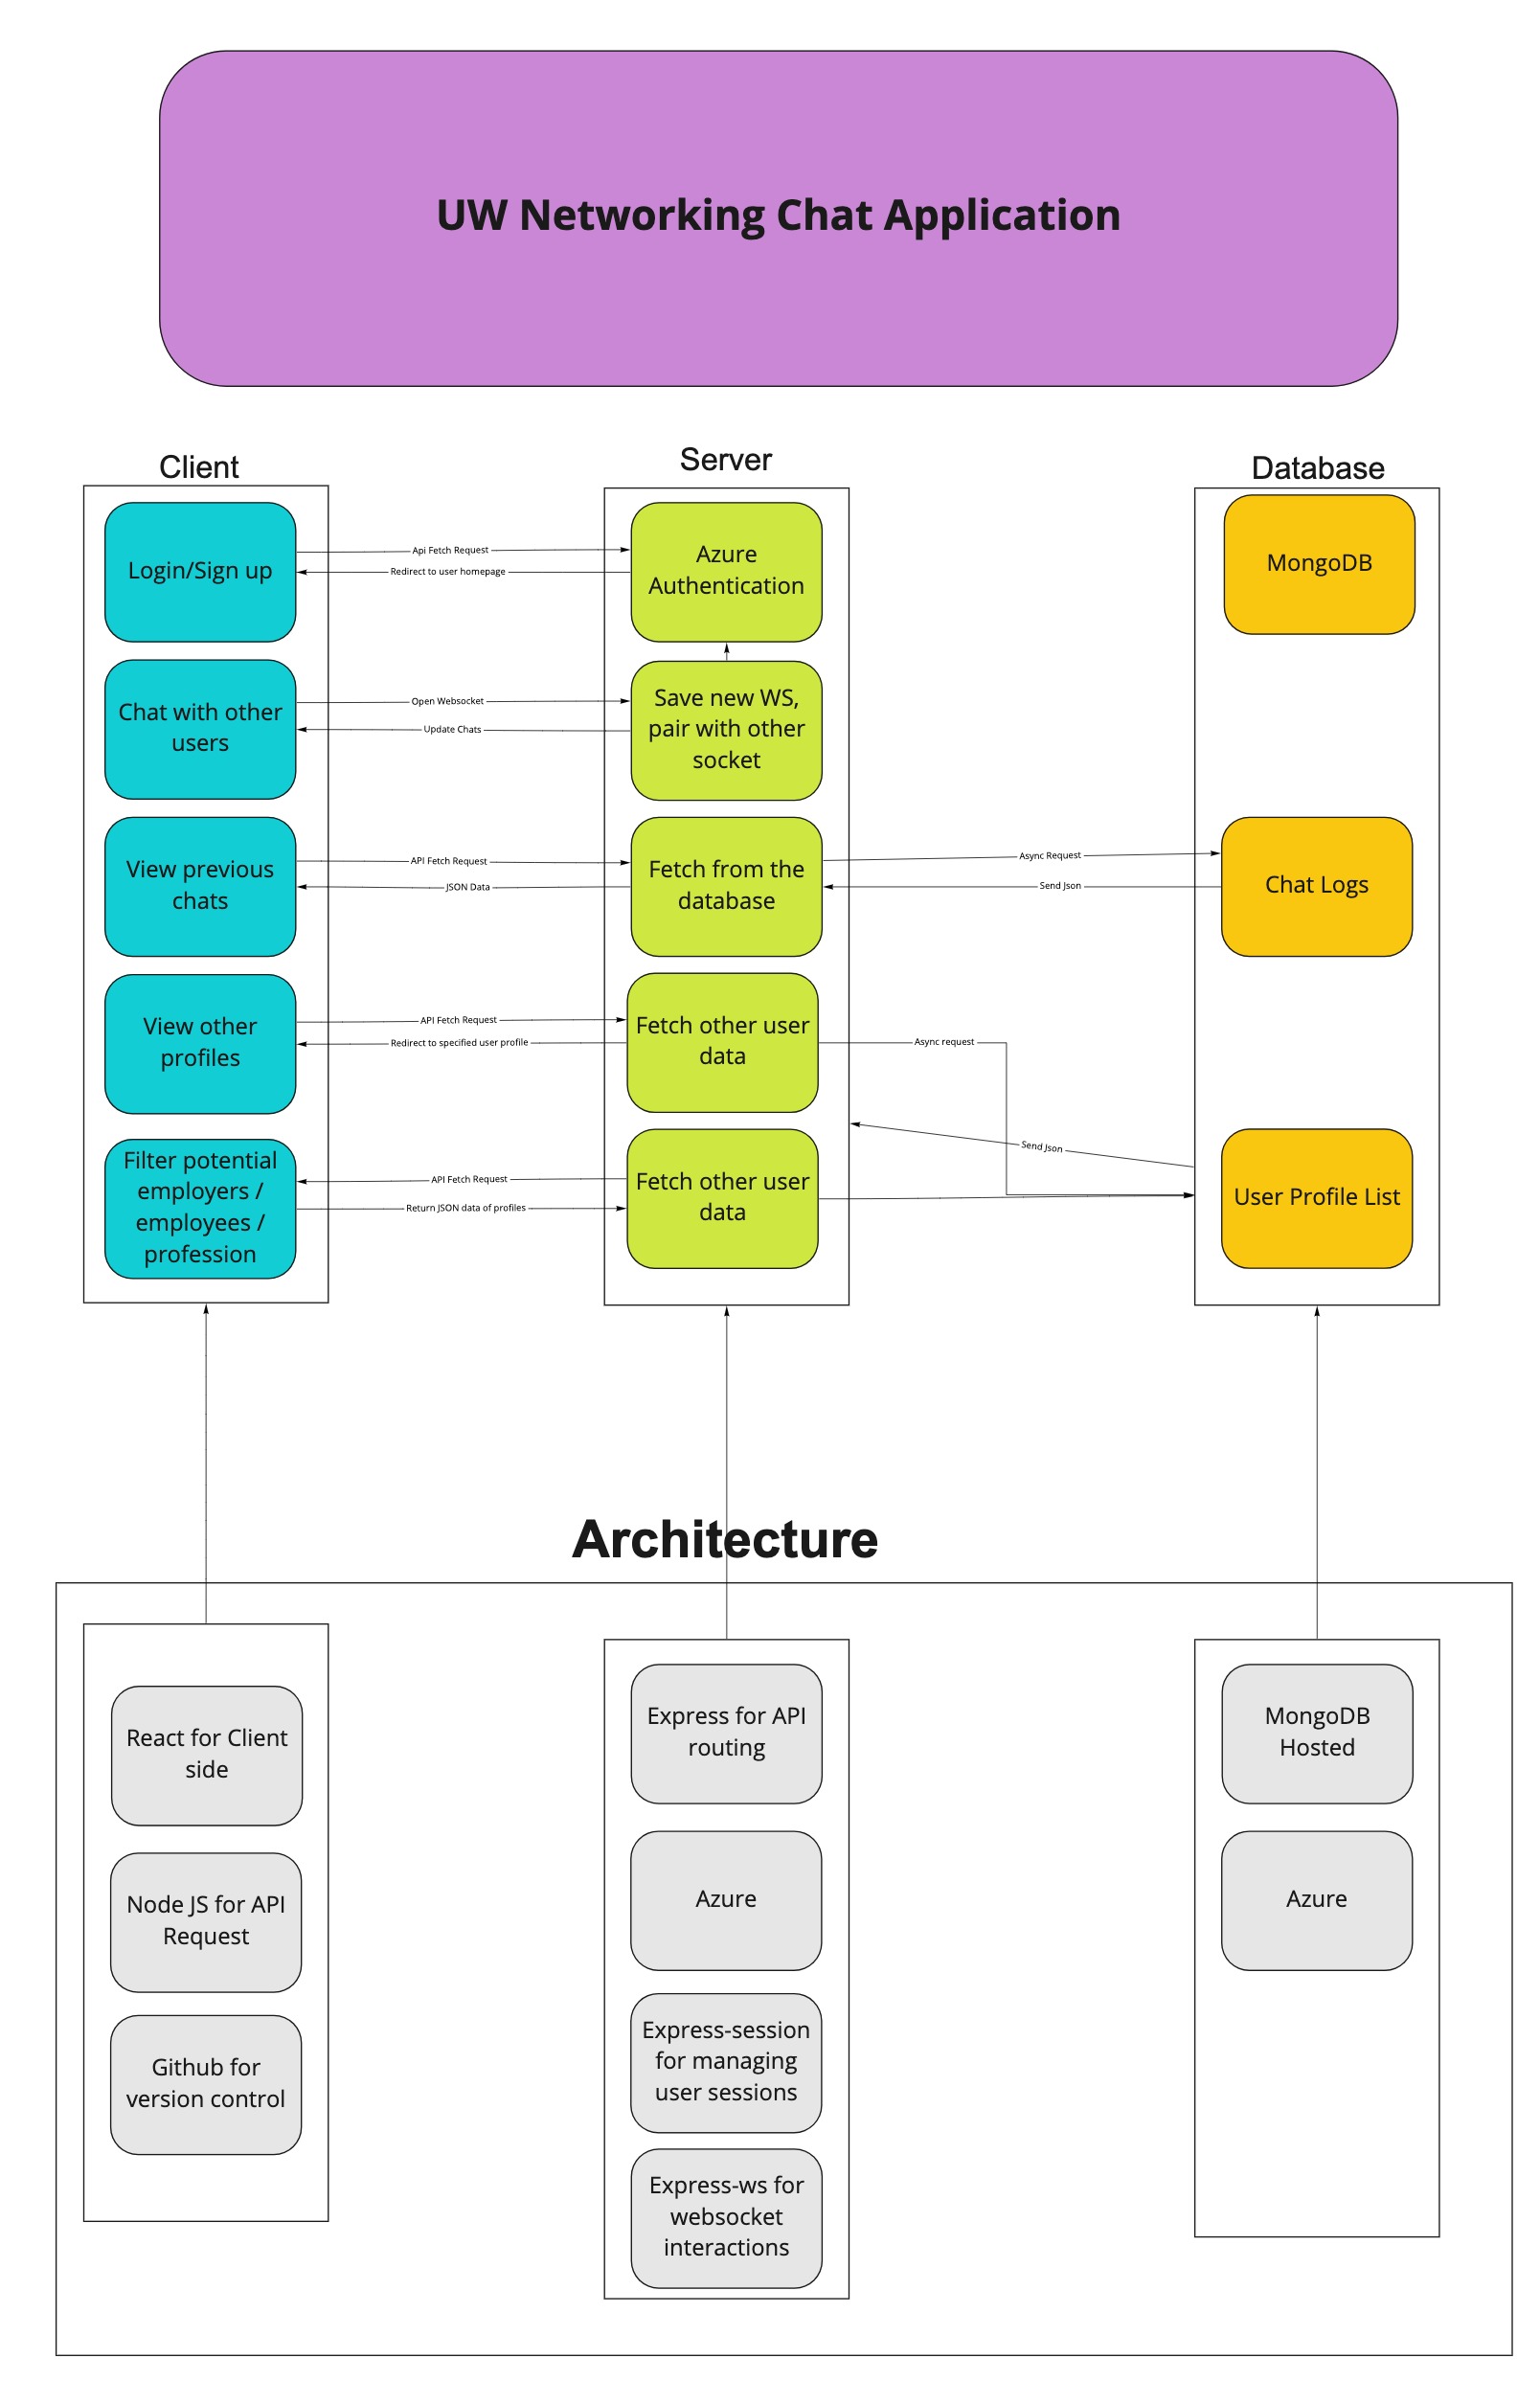 UW Networking Chat Application
Client
Server
Database
Login/Sign up
Api Fetch Request
Redirect to user homepage
Azure
Authentication
MongoDB
Chat with other
users
Open Websocket
Update Chats
Save new WS,
pair with other
socket
View previous
chats
API Fetch Request
JSON Data
Fetch from the
database
Async Request
Send Json
Chat Logs
View other
profiles
API Fetch Request
Redirect to specified user profile
Fetch other user
data
Async request
Send Json
Filter potential
employers /
employees /
profession
API Fetch Request
Return JSON data of profiles
Fetch other user
data
User Profile List
Architecture
React for Client
side
Node JS for API
Request
Github for
version control
Express for API
routing
Azure
Express-session
for managing
user sessions
Express-ws for
websocket
interactions
MongoDB
Hosted
Azure